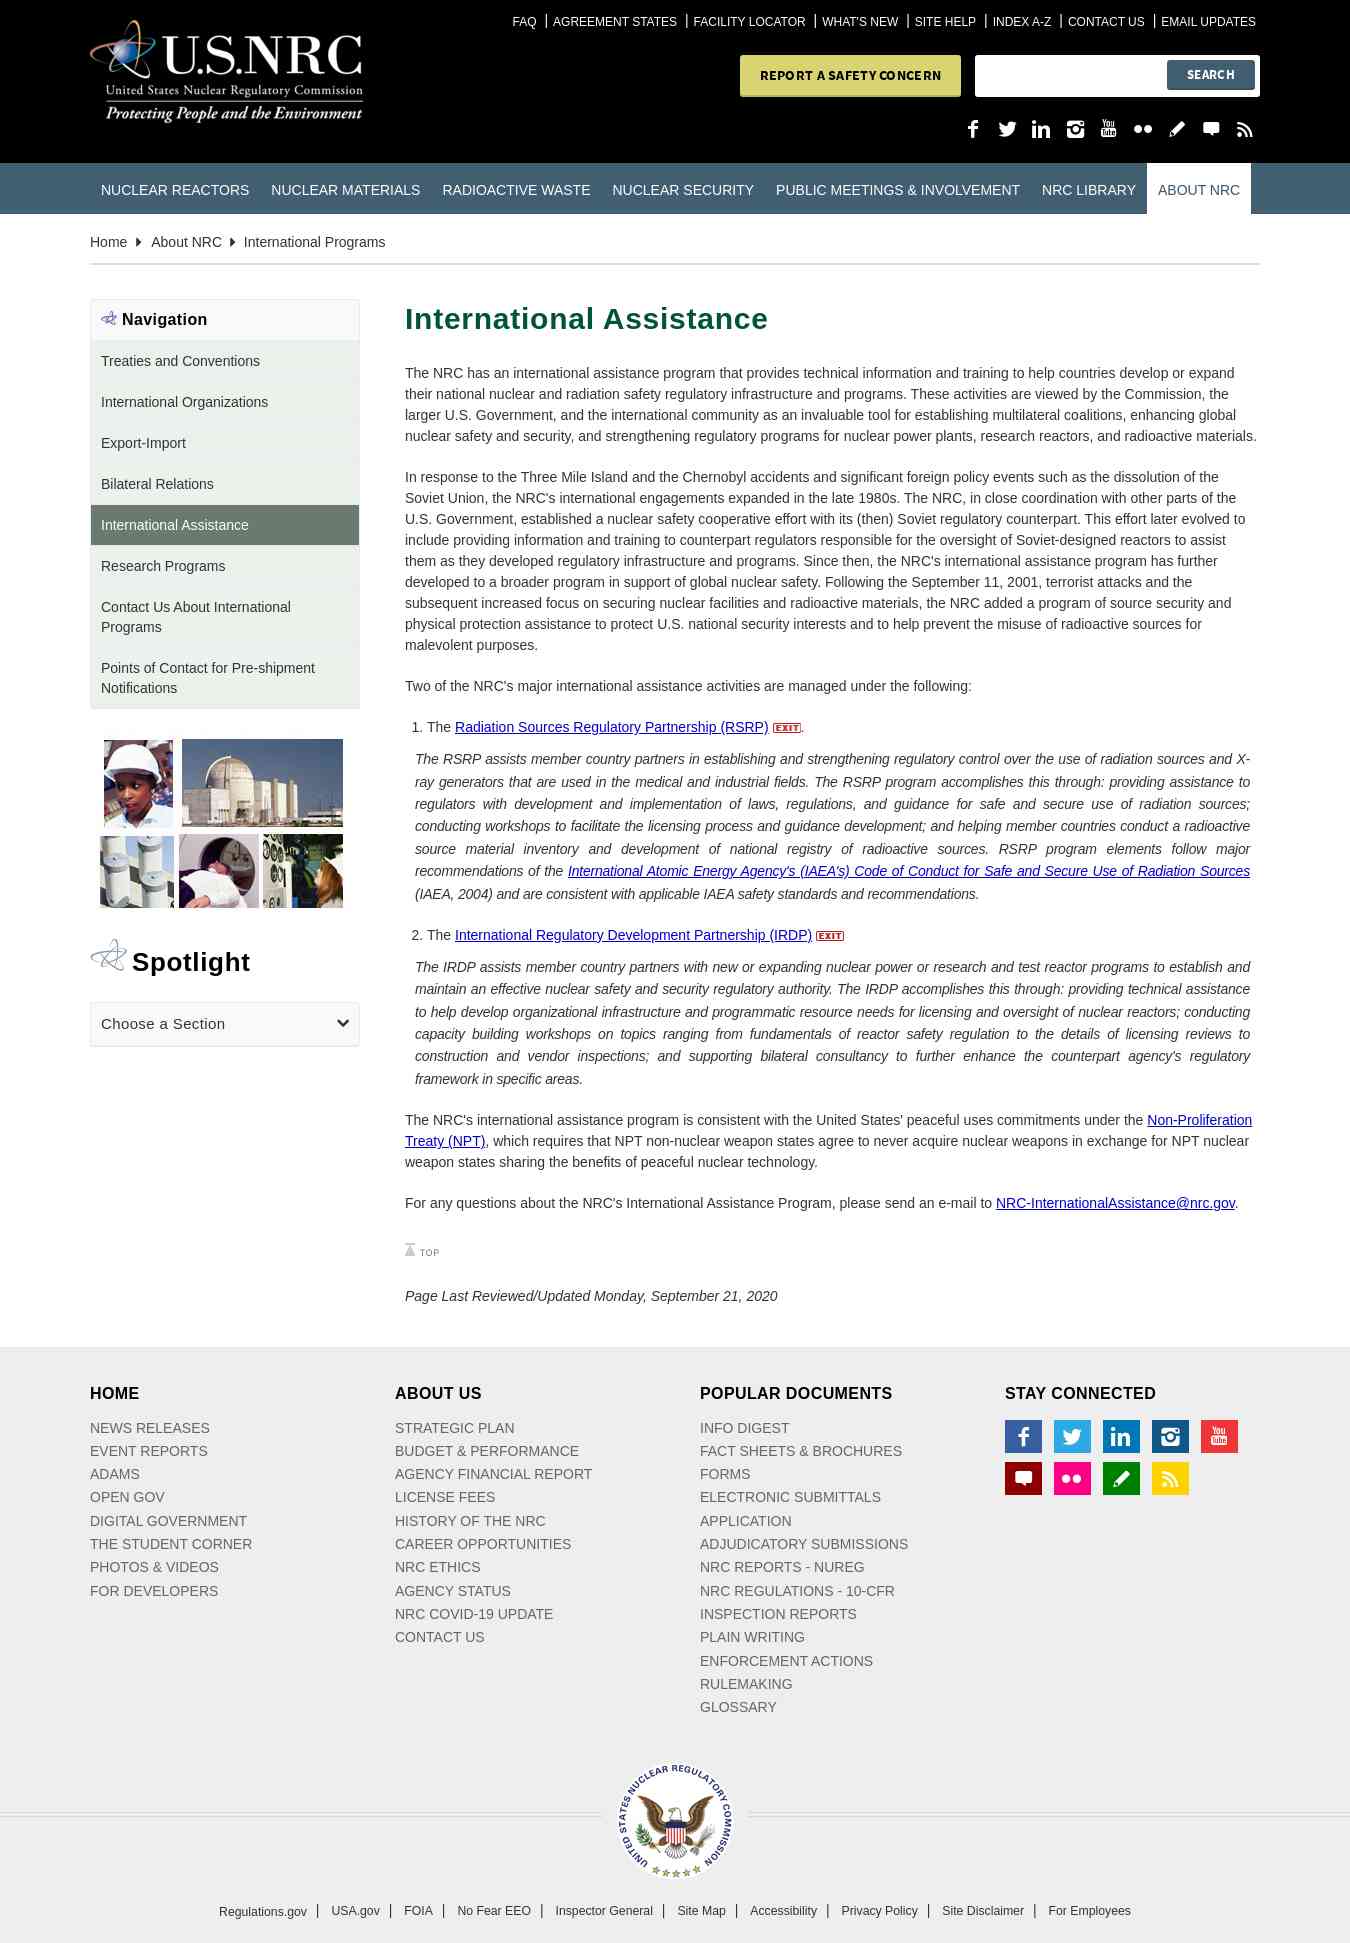 FAQ | AGREEMENT STATES | FACILITY LOCATOR | WHAT'S NEW | SITE HELP | INDEX A-Z | CONTACT US | EMAIL UPDATES
U.S.NRC
United States Nuclear Regulatory Commission
Protecting People and the Environment
REPORT A SAFETY CONCERN
SEARCH
NUCLEAR REACTORS NUCLEAR MATERIALS RADIOACTIVE WASTE NUCLEAR SECURITY PUBLIC MEETINGS & INVOLVEMENT NRC LIBRARY ABOUT NRC
Home About NRC International Programs
Navigation
Treaties and Conventions
International Organizations
Export-Import
Bilateral Relations
International Assistance
Research Programs
Contact Us About International
Programs
Points of Contact for Pre-shipment
Notifications
Spotlight
Choose a Section
International Assistance
The NRC has an international assistance program that provides technical information and training to help countries develop or expand
their national nuclear and radiation safety regulatory infrastructure and programs. These activities are viewed by the Commission, the
larger U.S. Government, and the international community as an invaluable tool for establishing multilateral coalitions, enhancing global
nuclear safety and security, and strengthening regulatory programs for nuclear power plants, research reactors, and radioactive materials.
In response to the Three Mile Island and the Chernobyl accidents and significant foreign policy events such as the dissolution of the
Soviet Union, the NRC's international engagements expanded in the late 1980s. The NRC, in close coordination with other parts of the
U.S. Government, established a nuclear safety cooperative effort with its (then) Soviet regulatory counterpart. This effort later evolved to
include providing information and training to counterpart regulators responsible for the oversight of Soviet-designed reactors to assist
them as they developed regulatory infrastructure and programs. Since then, the NRC's international assistance program has further
developed to a broader program in support of global nuclear safety. Following the September 11, 2001, terrorist attacks and the
subsequent increased focus on securing nuclear facilities and radioactive materials, the NRC added a program of source security and
physical protection assistance to protect U.S. national security interests and to help prevent the misuse of radioactive sources for
malevolent purposes.
Two of the NRC's major international assistance activities are managed under the following:
1. The Radiation Sources Regulatory Partnership (RSRP) EXIT.
The RSRP assists member country partners in establishing and strengthening regulatory control over the use of radiation sources and X-
ray generators that are used in the medical and industrial fields. The RSRP program accomplishes this through: providing assistance to
regulators with development and implementation of laws, regulations, and guidance for safe and secure use of radiation sources;
conducting workshops to facilitate the licensing process and guidance development; and helping member countries conduct a radioactive
source material inventory and development of national registry of radioactive sources. RSRP program elements follow major
recommendations of the International Atomic Energy Agency's (IAEA's) Code of Conduct for Safe and Secure Use of Radiation Sources
(IAEA, 2004) and are consistent with applicable IAEA safety standards and recommendations.
2. The International Regulatory Development Partnership (IRDP) EXIT
The IRDP assists member country partners with new or expanding nuclear power or research and test reactor programs to establish and
maintain an effective nuclear safety and security regulatory authority. The IRDP accomplishes this through: providing technical assistance
to help develop organizational infrastructure and programmatic resource needs for licensing and oversight of nuclear reactors; conducting
capacity building workshops on topics ranging from fundamentals of reactor safety regulation to the details of licensing reviews to
construction and vendor inspections; and supporting bilateral consultancy to further enhance the counterpart agency's regulatory
framework in specific areas.
The NRC's international assistance program is consistent with the United States' peaceful uses commitments under the Non-Proliferation
Treaty (NPT), which requires that NPT non-nuclear weapon states agree to never acquire nuclear weapons in exchange for NPT nuclear
weapon states sharing the benefits of peaceful nuclear technology.
For any questions about the NRC's International Assistance Program, please send an e-mail to NRC-InternationalAssistance@nrc.gov.
TOP
Page Last Reviewed/Updated Monday, September 21, 2020
HOME
NEWS RELEASES
EVENT REPORTS
ADAMS
OPEN GOV
DIGITAL GOVERNMENT
THE STUDENT CORNER
PHOTOS & VIDEOS
FOR DEVELOPERS
ABOUT US
STRATEGIC PLAN
BUDGET & PERFORMANCE
AGENCY FINANCIAL REPORT
LICENSE FEES
HISTORY OF THE NRC
CAREER OPPORTUNITIES
NRC ETHICS
AGENCY STATUS
NRC COVID-19 UPDATE
CONTACT US
POPULAR DOCUMENTS
INFO DIGEST
FACT SHEETS & BROCHURES
FORMS
ELECTRONIC SUBMITTALS
APPLICATION
ADJUDICATORY SUBMISSIONS
NRC REPORTS - NUREG
NRC REGULATIONS - 10-CFR
INSPECTION REPORTS
PLAIN WRITING
ENFORCEMENT ACTIONS
RULEMAKING
GLOSSARY
STAY CONNECTED
You Tube
UNITED STATES NUCLEAR REGULATORY COMMISSION
Regulations.gov | USA.gov | FOIA | No Fear EEO | Inspector General | Site Map | Accessibility | Privacy Policy | Site Disclaimer | For Employees